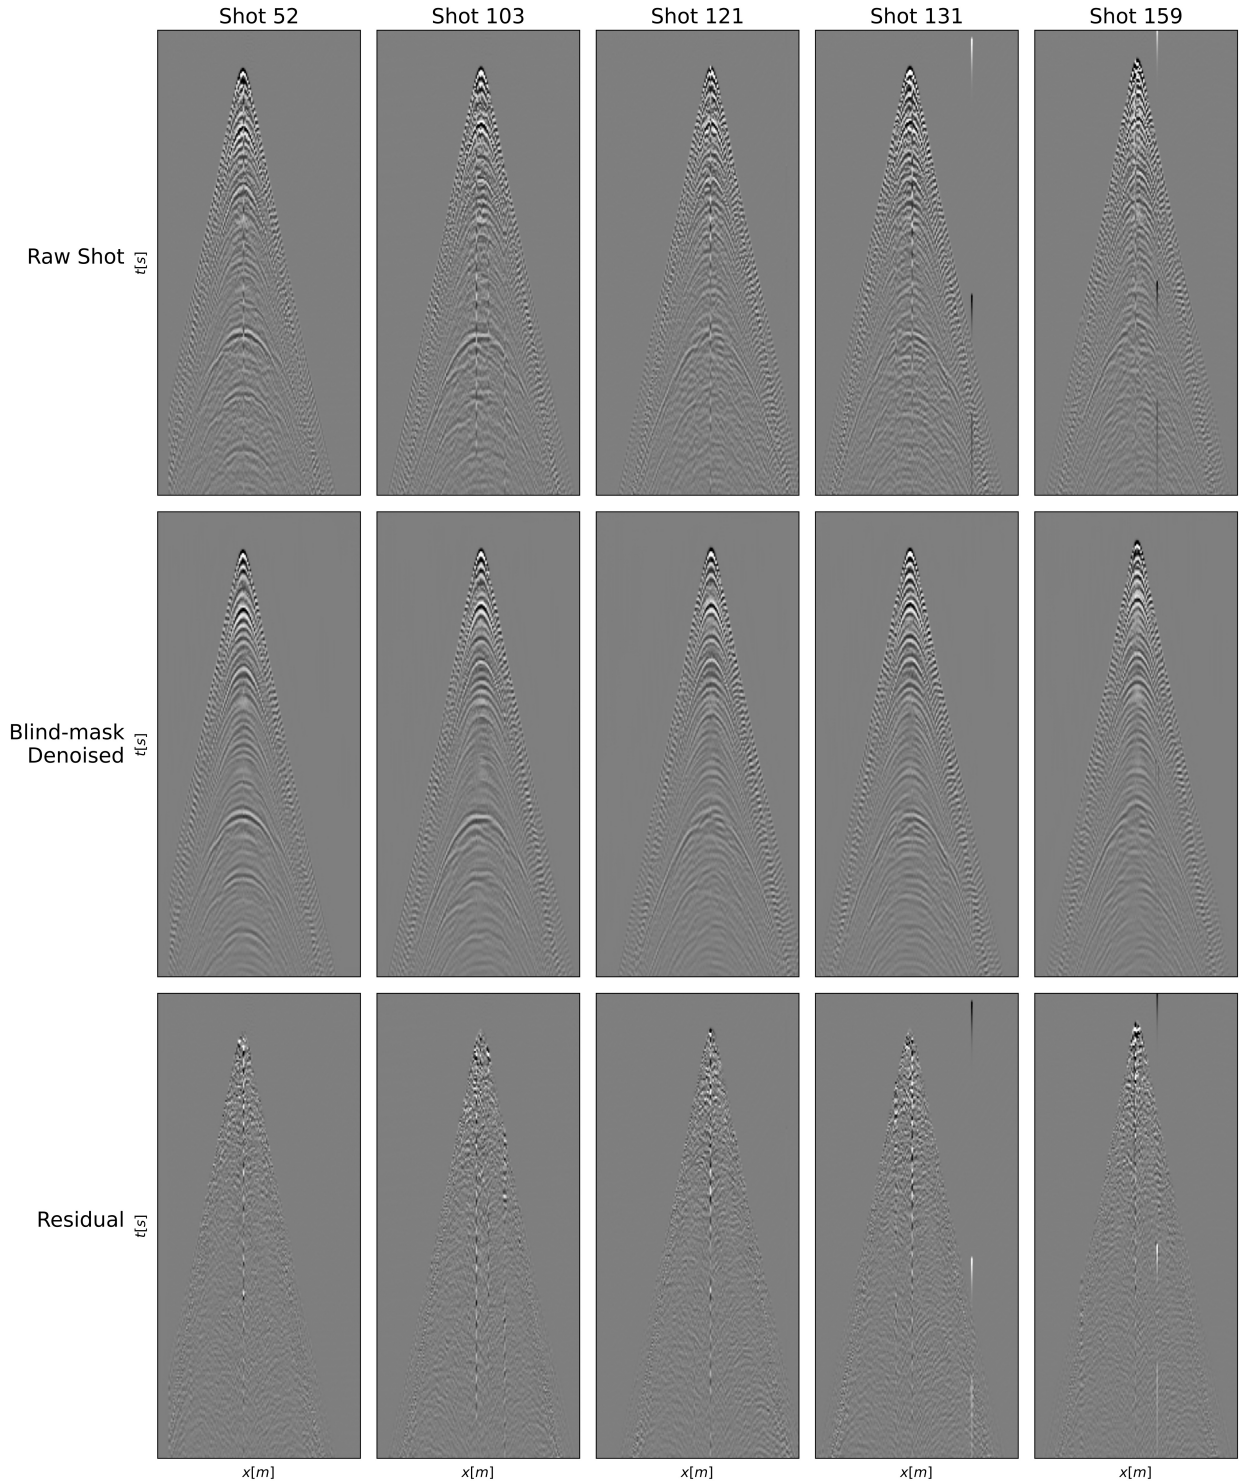 Shot 52
Shot 103
Shot 121
Shot 131
Shot 159
Raw Shot
t[s]
Blind-mask
Denoised
t[s]
Residual
t[s]
x[m]
x[m]
x[m]
x[m]
x[m]